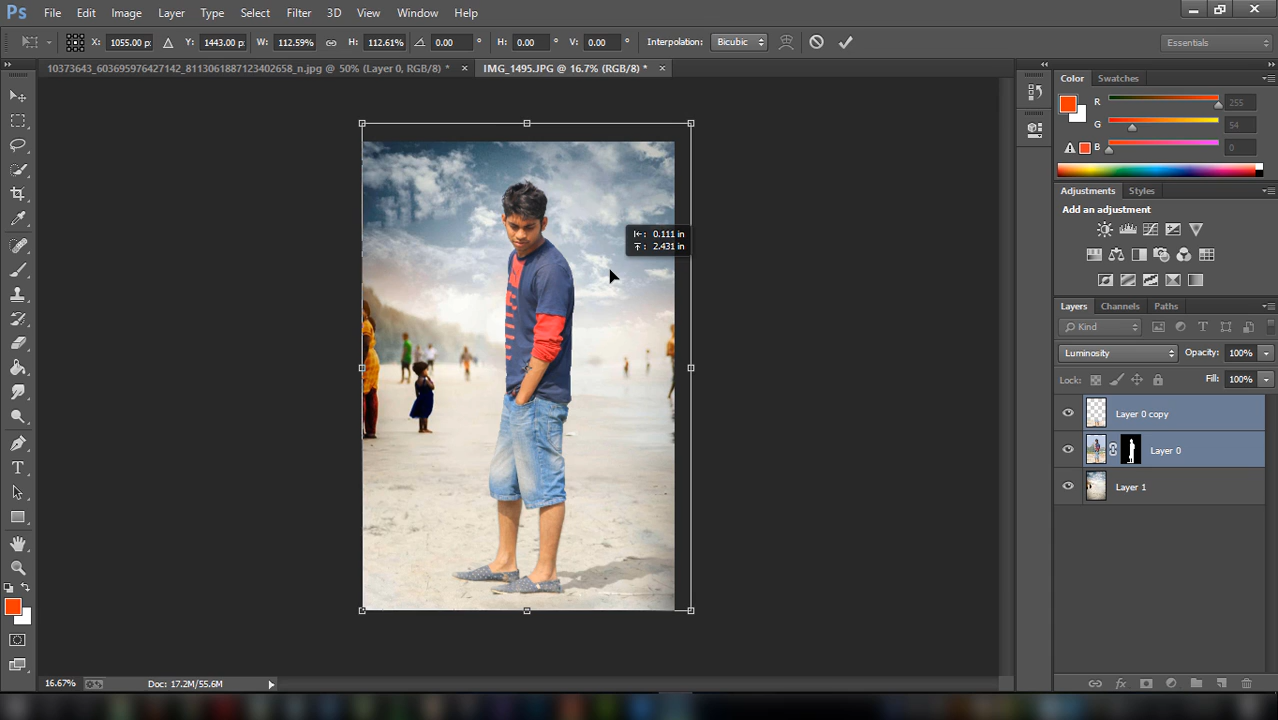 Ps File Edit Image Layer Type Select Filter 3D View Window Help
X: 1055.00 p: Y: 1443.00 p: W: 112.59% H: 112.61% 0.00 ° H: 0.00 ° V: 0.00 ° Interpolation: Bicubic Essentials
10373643_603695976427142_8113061887123402658_n.jpg @ 50% (Layer 0, RGB/8) * × IMG_1495.JPG @ 16.7% (RGB/8) * ×
Color Swatches
R 255
G 54
B 0
Adjustments Styles
Add an adjustment
0.111 in
2.431 in
Layers Channels Paths
Kind
Luminosity Opacity: 100%
Lock: Fill: 100%
Layer 0 copy
Layer 0
Layer 1
16.67% Doc: 17.2M/55.6M